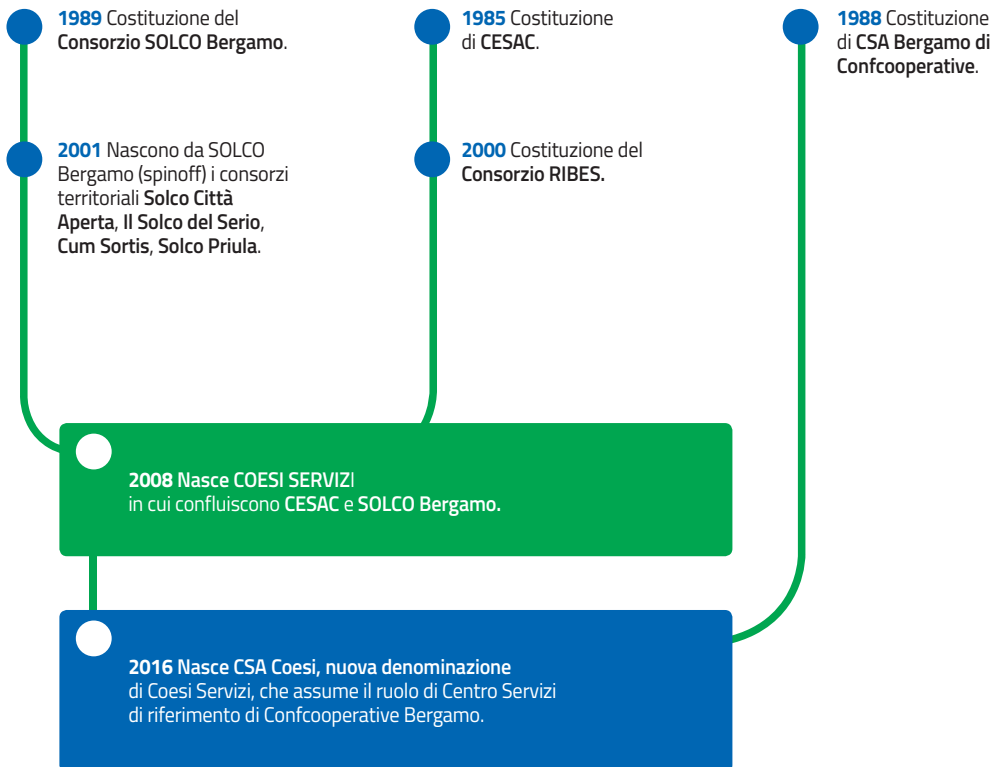 1989 Costituzione del
Consorzio SOLCO Bergamo.
2001 Nascono da SOLCO
Bergamo (spinoff) i consorzi
territoriali Solco Città
Aperta, Il Solco del Serio,
Cum Sortis, Solco Priula.
1985 Costituzione
di CESAC.
2000 Costituzione del
Consorzio RIBES.
1988 Costituzione
di CSA Bergamo di
Confcooperative.
2008 Nasce COESI SERVIZI
in cui confluiscono CESAC e SOLCO Bergamo.
2016 Nasce CSA Coesi, nuova denominazione
di Coesi Servizi, che assume il ruolo di Centro Servizi
di riferimento di Confcooperative Bergamo.